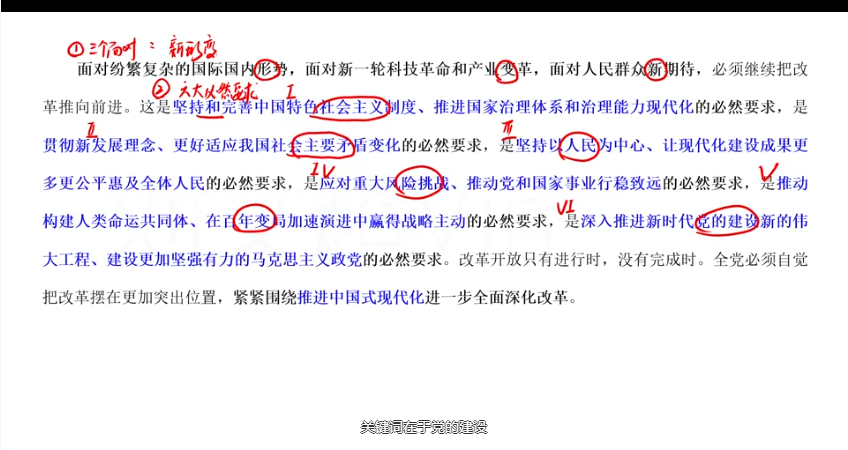 ①三个面对：新形变
面对纷繁复杂的国际国内形势，面对新一轮科技革命和产业变革，面对人民群众新期待，必须继续把改
②六大必然要求 I
革推向前进。这是坚持和完善中国特色社会主义制度、推进国家治理体系和治理能力现代化的必然要求，是
II III
贯彻新发展理念、更好适应我国社会主要矛盾变化的必然要求，是坚持以人民为中心、让现代化建设成果更
IV V
多更公平惠及全体人民的必然要求，是应对重大风险挑战、推动党和国家事业行稳致远的必然要求，是推动
VI
构建人类命运共同体、在百年变局加速演进中赢得战略主动的必然要求，是深入推进新时代党的建设新的伟
大工程、建设更加坚强有力的马克思主义政党的必然要求。改革开放只有进行时，没有完成时。全党必须自觉
把改革摆在更加突出位置，紧紧围绕推进中国式现代化进一步全面深化改革。
关键词在于党的建设